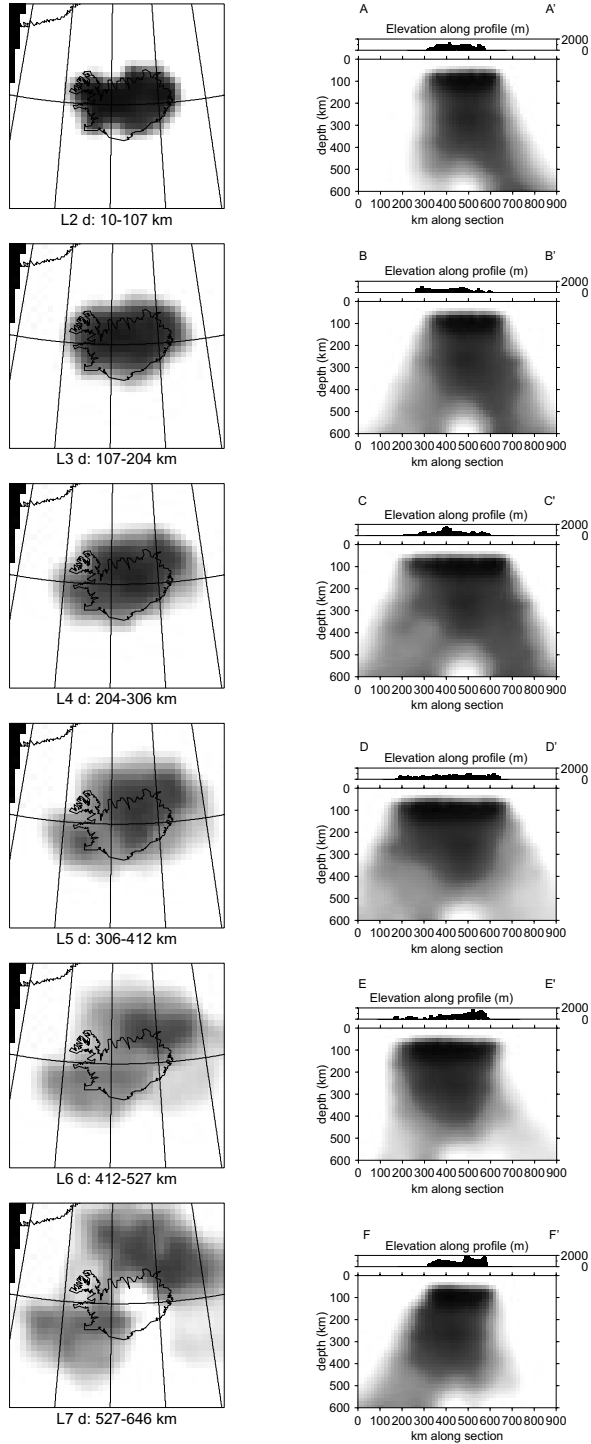 L2 d: 10-107 km
A A'
Elevation along profile (m)
2000
0
0
100
200
300
400
500
600
depth (km)
0 100 200 300 400 500 600 700 800 900
km along section
L3 d: 107-204 km
B B'
Elevation along profile (m)
2000
0
0
100
200
300
400
500
600
depth (km)
0 100 200 300 400 500 600 700 800 900
km along section
L4 d: 204-306 km
C C'
Elevation along profile (m)
2000
0
0
100
200
300
400
500
600
depth (km)
0 100 200 300 400 500 600 700 800 900
km along section
L5 d: 306-412 km
D D'
Elevation along profile (m)
2000
0
0
100
200
300
400
500
600
depth (km)
0 100 200 300 400 500 600 700 800 900
km along section
L6 d: 412-527 km
E E'
Elevation along profile (m)
2000
0
0
100
200
300
400
500
600
depth (km)
0 100 200 300 400 500 600 700 800 900
km along section
L7 d: 527-646 km
F F'
Elevation along profile (m)
2000
0
0
100
200
300
400
500
600
depth (km)
0 100 200 300 400 500 600 700 800 900
km along section